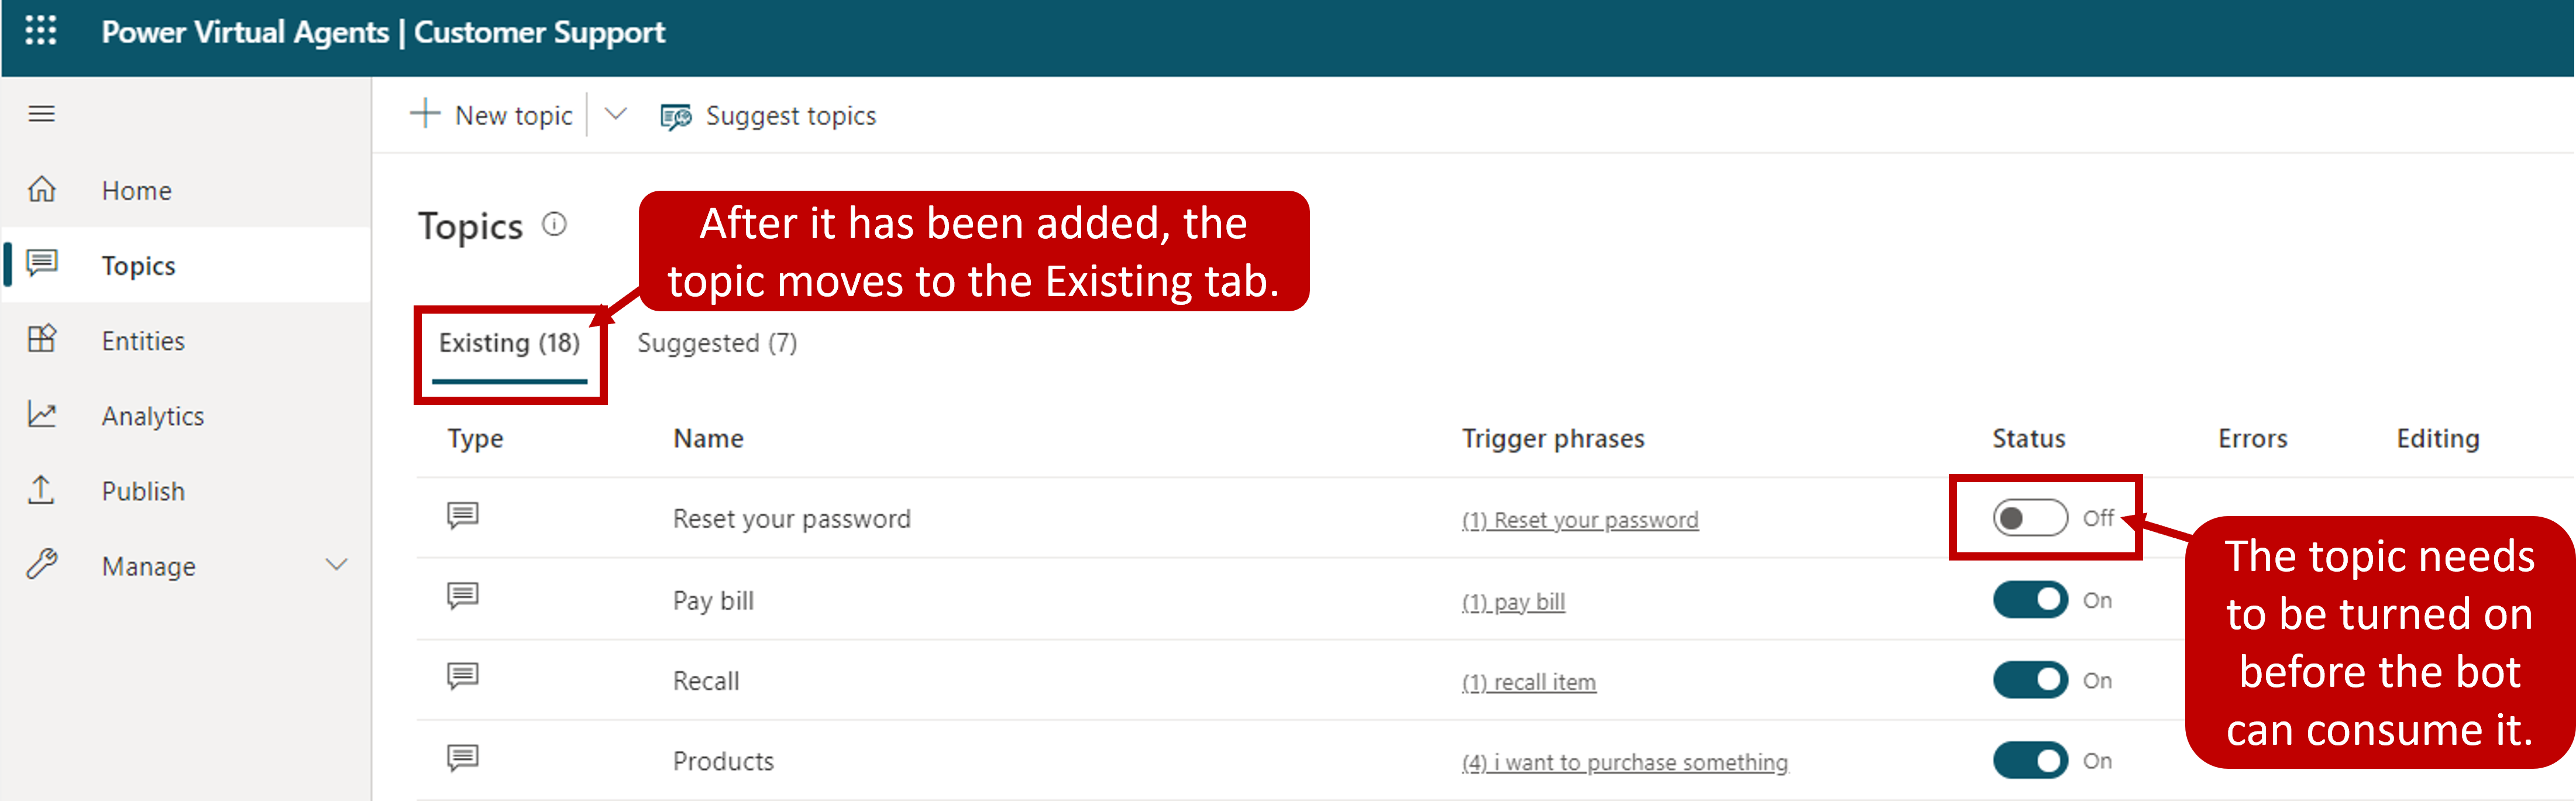 Power Virtual Agents | Customer Support
New topic
Suggest topics
Home
Topics
Entities
Analytics
Publish
Manage
Topics
After it has been added, the
topic moves to the Existing tab.
Existing (18)
Suggested (7)
Type Name Trigger phrases Status Errors Editing
Reset your password (1) Reset your password Off
Pay bill (1) pay bill On
Recall (1) recall item On
Products (4) i want to purchase something On
The topic needs
to be turned on
before the bot
can consume it.